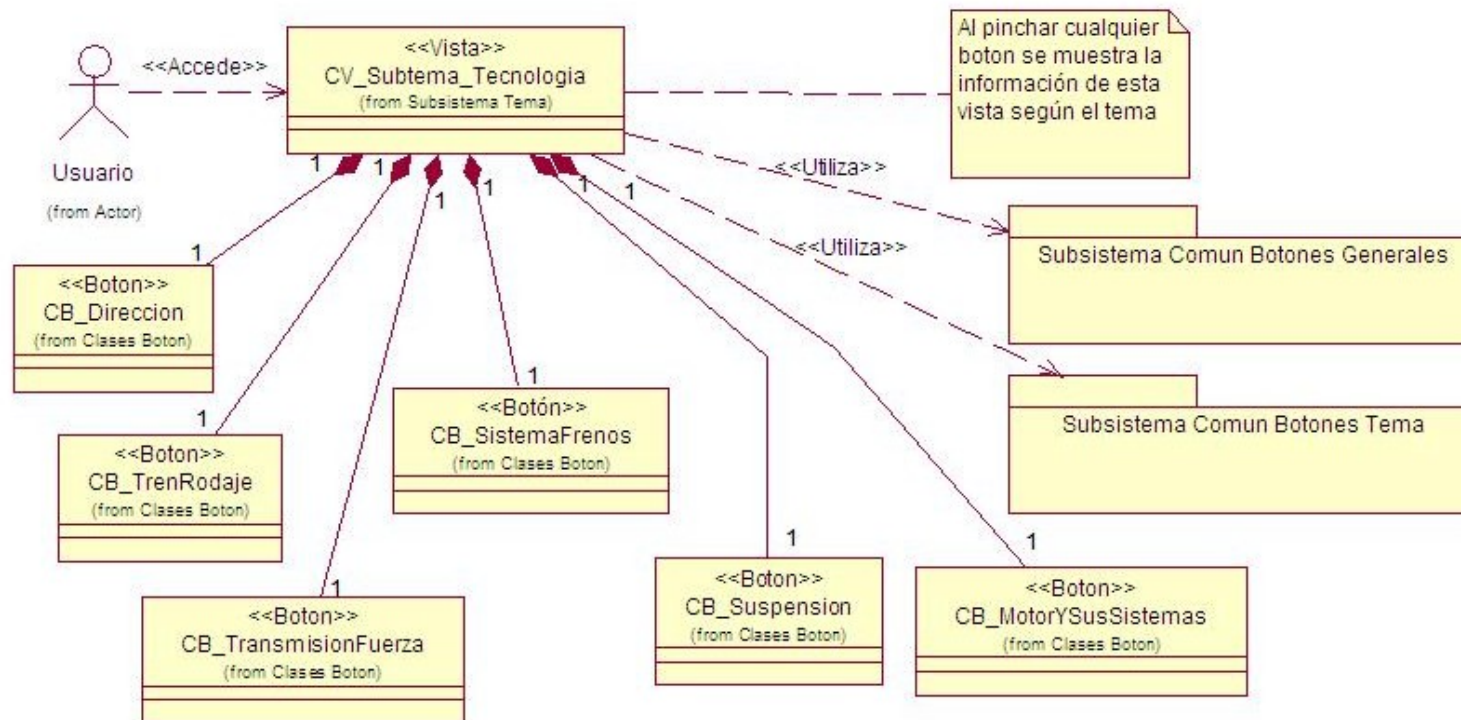 <<Accede>>
Usuario
(from Actor)
<<Vista>>
CV_Subtema_Tecnologia
(from Subsistema Tema)
Al pinchar cualquier
boton se muestra la
información de esta
vista según el tema
<<Utiliza>>
<<Utiliza>>
Subsistema Comun Botones Generales
Subsistema Comun Botones Tema
1
1
1
1
1
1
1
<<Boton>>
CB_Direccion
(from Clases Boton)
1
<<Boton>>
CB_TrenRodaje
(from Clases Boton)
1
<<Boton>>
CB_TransmisionFuerza
(from Clases Boton)
1
<<Botón>>
CB_SistemaFrenos
(from Clases Boton)
1
<<Boton>>
CB_Suspension
(from Clases Boton)
1
<<Boton>>
CB_MotorYSusSistemas
(from Clases Boton)